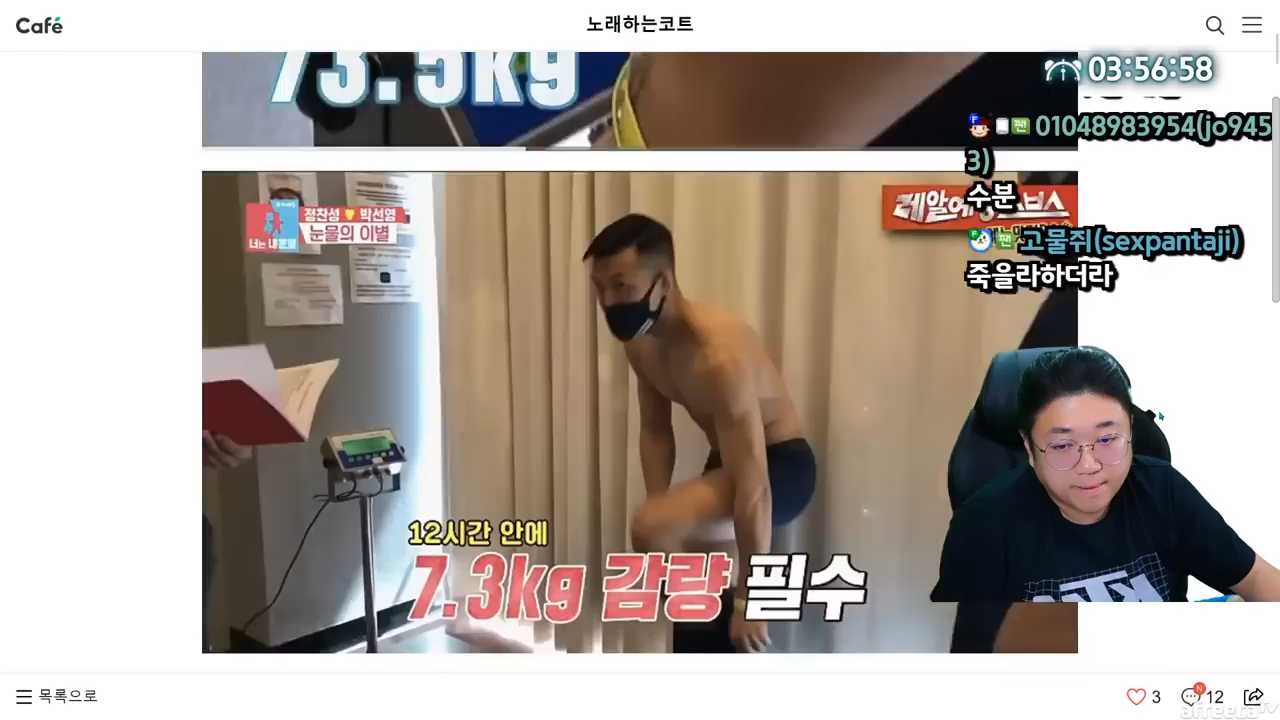 Café
노래하는코트
73.5kg
03:56:58
01048983954(jo945
3)
수분
고물쥐(sexpantaji)
죽을라하더라
정찬성 박선영
눈물의 이별
12시간 안에
7.3kg 감량 필수
목록으로
3
N
12
afreecaTV